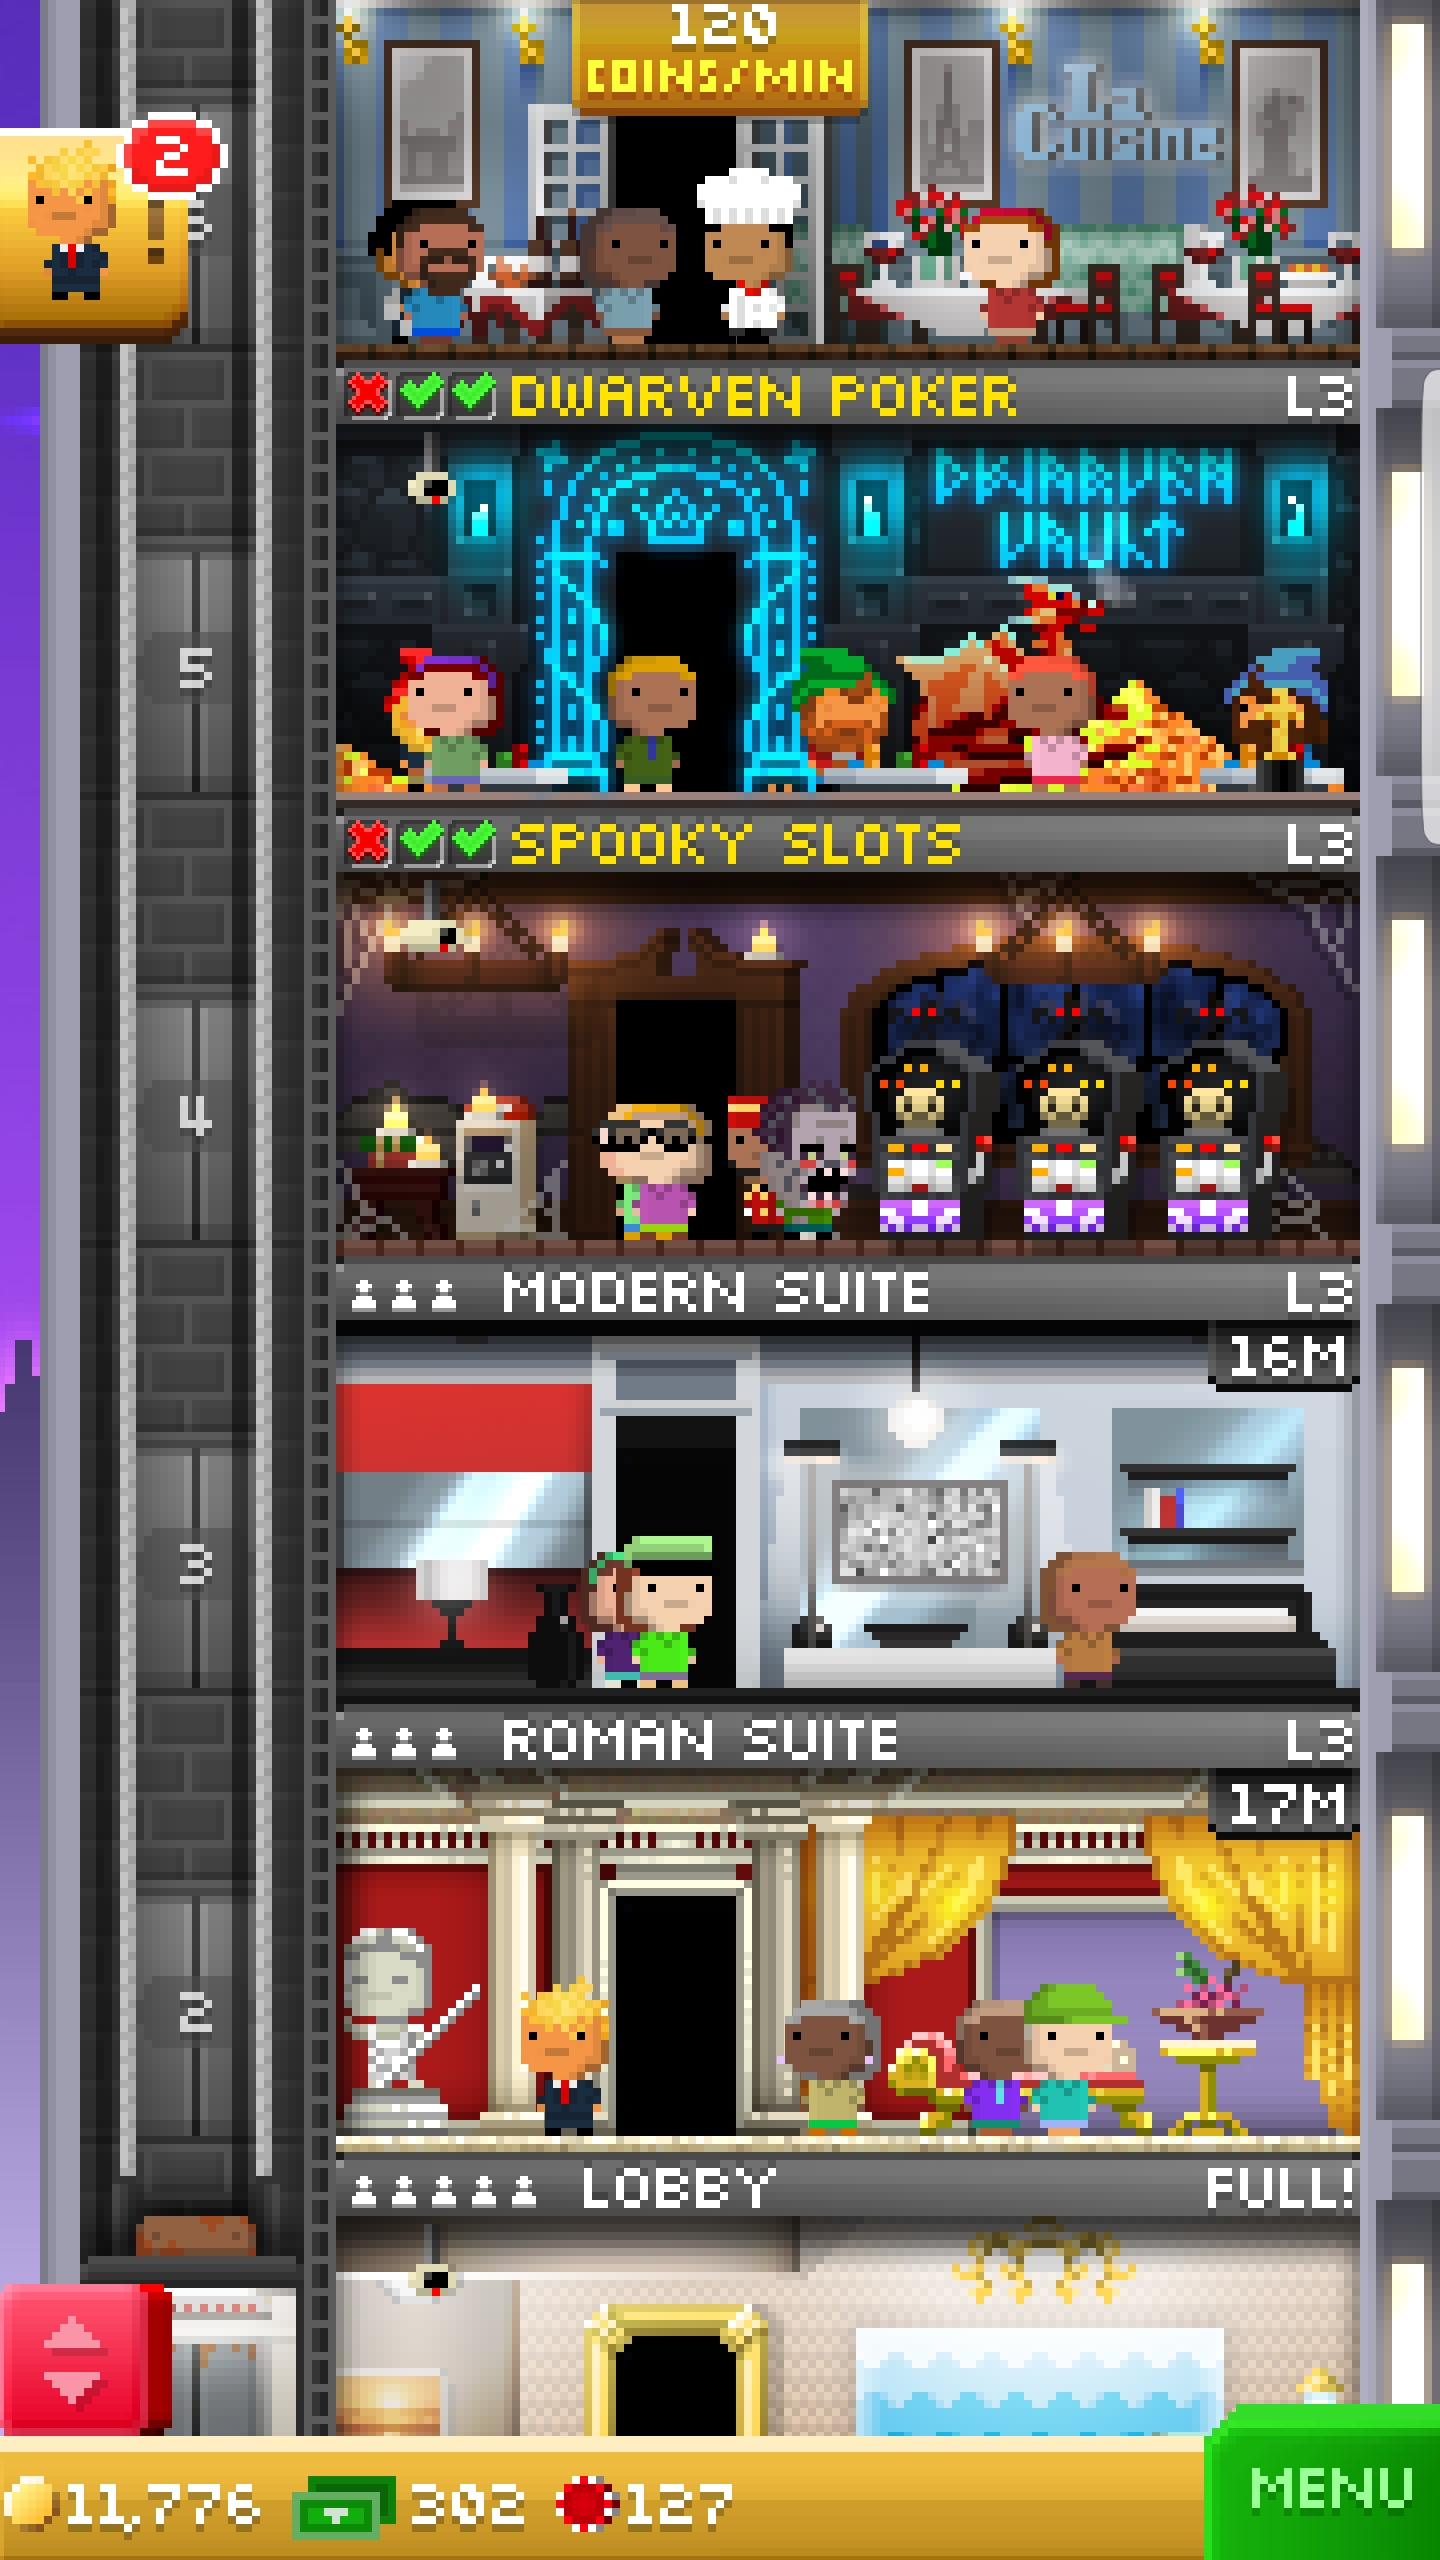 120
COINS/MIN
La
Cuisine
2
!
DWARVEN POKER
L3
DWARVEN
VAULT
5
SPOOKY SLOTS
L3
4
MODERN SUITE
L3
16M
3
ROMAN SUITE
L3
17M
2
LOBBY
FULL!
11,776
302
127
MENU